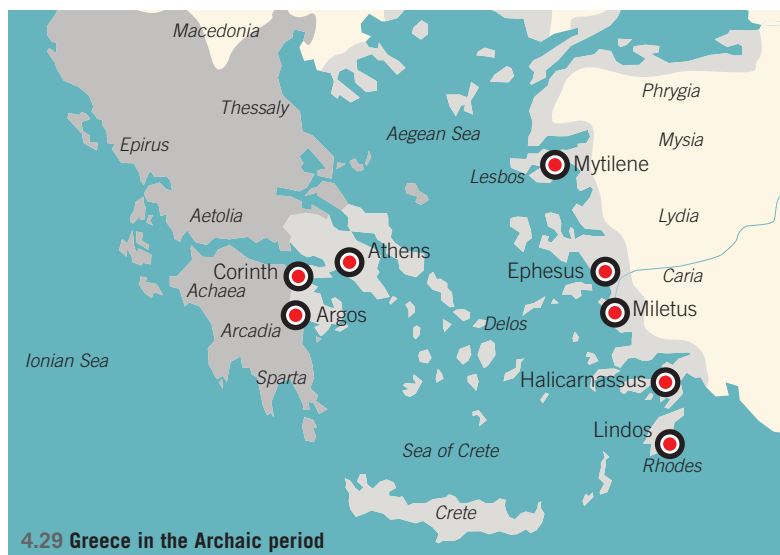 Macedonia
Phrygia
Thessaly
Aegean Sea
Mysia
Epirus
Mytilene
Lesbos
Aetolia
Lydia
Athens
Corinth
Ephesus
Caria
Achaea
Argos
Miletus
Delos
Arcadia
Ionian Sea
Sparta
Halicarnassus
Lindos
Sea of Crete
Rhodes
Crete
4.29 Greece in the Archaic period